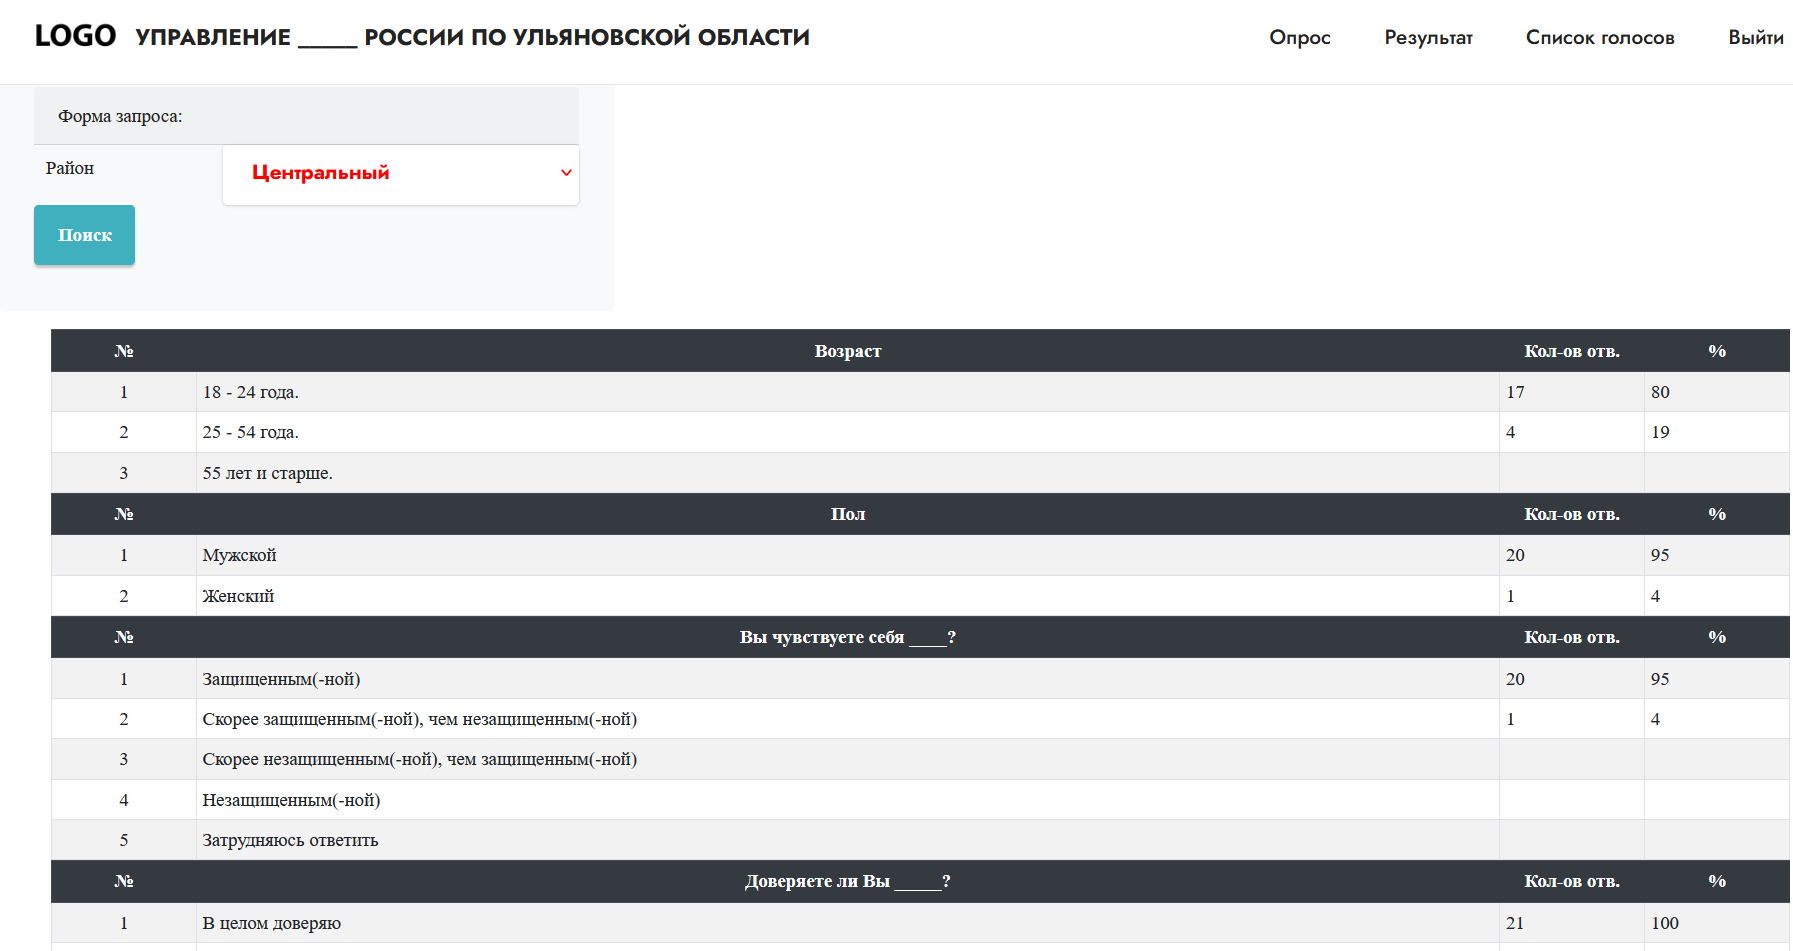 LOGO УПРАВЛЕНИЕ _____ РОССИИ ПО УЛЬЯНОВСКОЙ ОБЛАСТИ Опрос Результат Список голосов Выйти
Форма запроса:
Район Центральный
Поиск
№ Возраст Кол-ов отв. %
1 18 - 24 года. 17 80
2 25 - 54 года. 4 19
3 55 лет и старше.
№ Пол Кол-ов отв. %
1 Мужской 20 95
2 Женский 1 4
№ Вы чувствуете себя ____? Кол-ов отв. %
1 Защищенным(-ной) 20 95
2 Скорее защищенным(-ной), чем незащищенным(-ной) 1 4
3 Скорее незащищенным(-ной), чем защищенным(-ной)
4 Незащищенным(-ной)
5 Затрудняюсь ответить
№ Доверяете ли Вы _____? Кол-ов отв. %
1 В целом доверяю 21 100